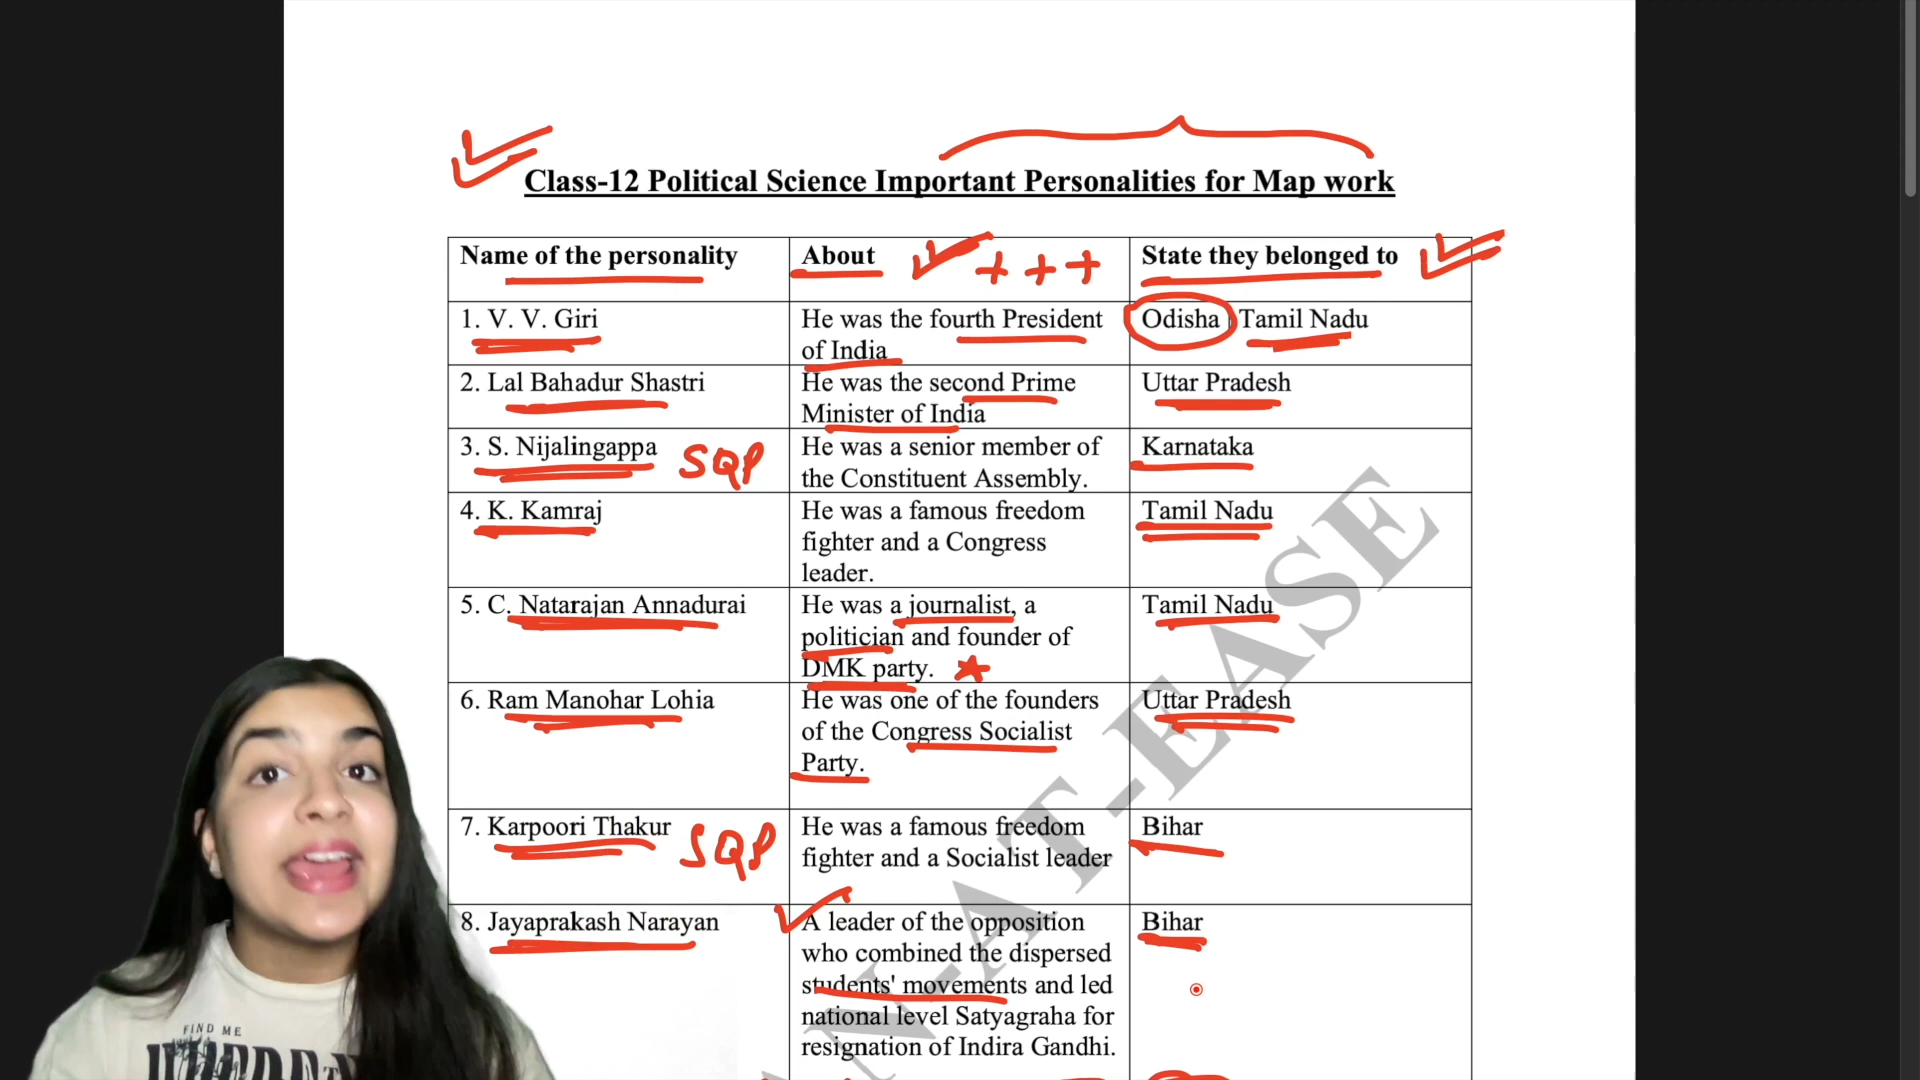 Class-12 Political Science Important Personalities for Map work
Name of the personality
About
+ + +
State they belonged to
1. V. V. Giri
He was the fourth President
of India
Odisha
Tamil Nadu
2. Lal Bahadur Shastri
He was the second Prime
Minister of India
Uttar Pradesh
3. S. Nijalingappa
SQP
He was a senior member of
the Constituent Assembly.
Karnataka
4. K. Kamraj
He was a famous freedom
fighter and a Congress
leader.
Tamil Nadu
5. C. Natarajan Annadurai
He was a journalist, a
politician and founder of
DMK party.
Tamil Nadu
6. Ram Manohar Lohia
He was one of the founders
of the Congress Socialist
Party.
Uttar Pradesh
7. Karpoori Thakur
SQP
He was a famous freedom
fighter and a Socialist leader
Bihar
8. Jayaprakash Narayan
A leader of the opposition
who combined the dispersed
students' movements and led
national level Satyagraha for
resignation of Indira Gandhi.
Bihar
N-AT-EASE
FIND ME